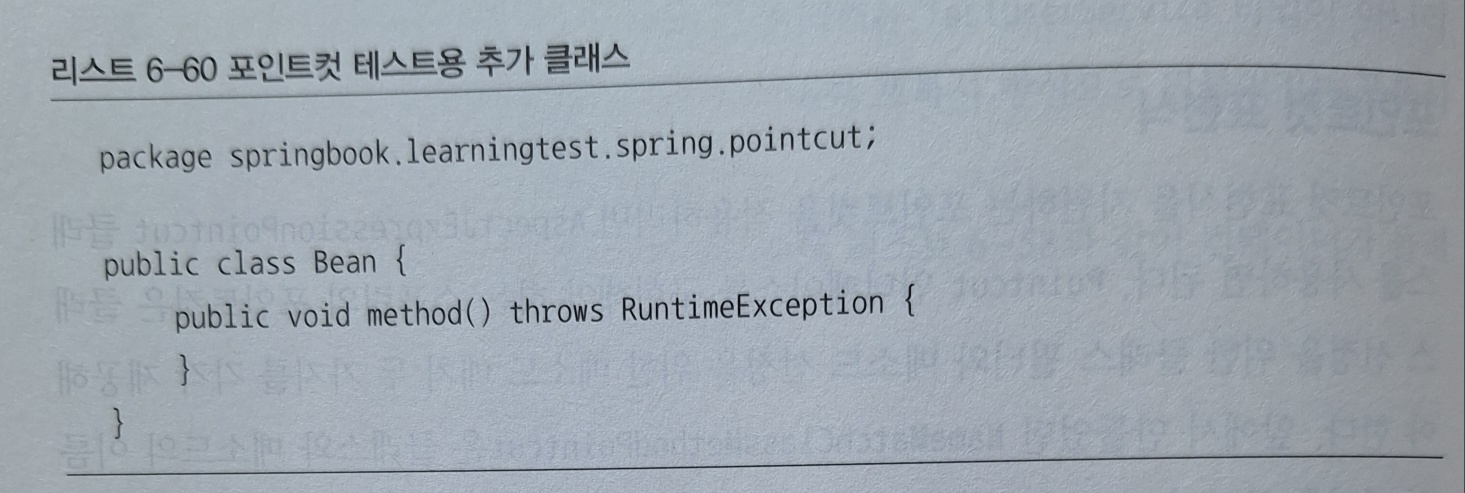 리스트 6–60 포인트컷 테스트용 추가 클래스
package springbook.learningtest.spring.pointcut;
public class Bean {
public void method() throws RuntimeException {
}
}